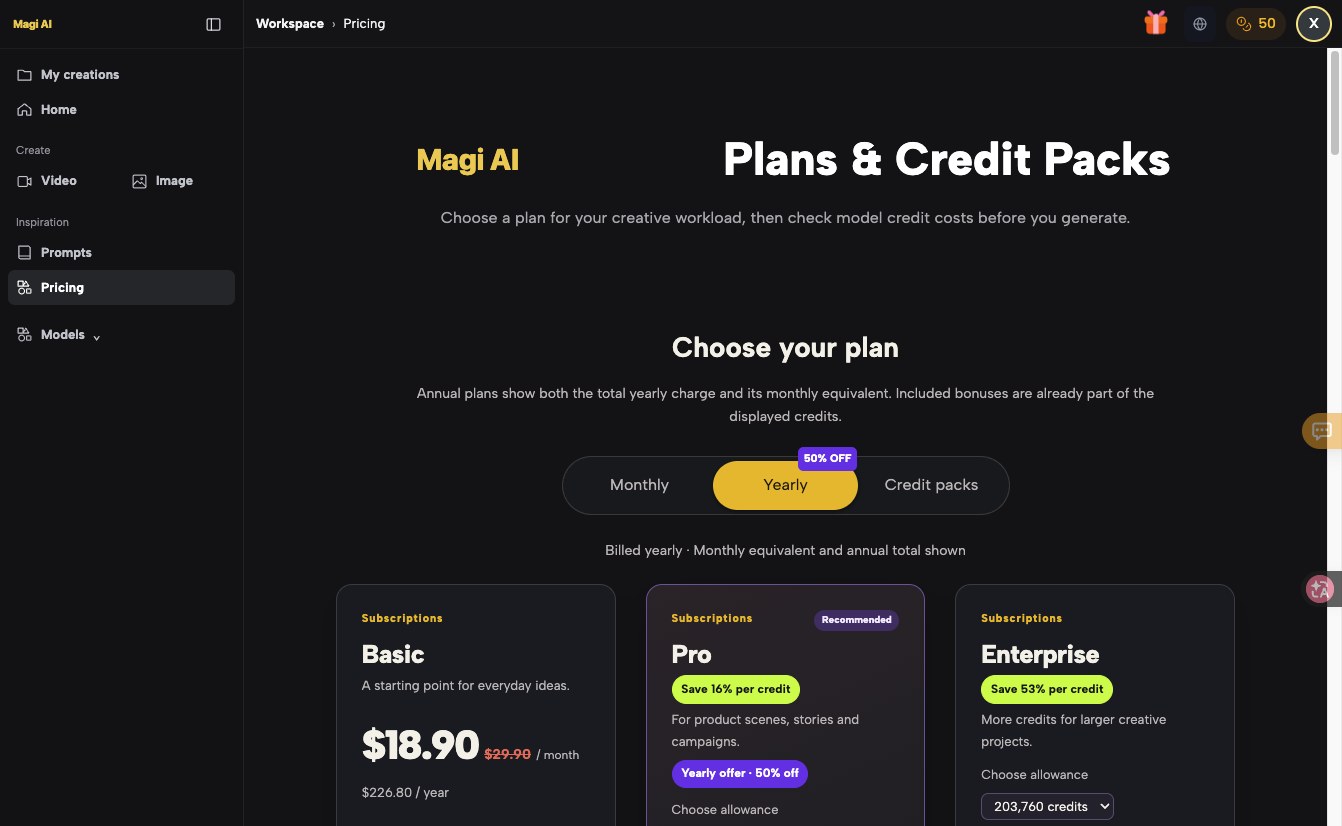 Magi AI
Workspace › Pricing
50
X
My creations
Home
Create
Video
Image
Inspiration
Prompts
Pricing
Models
Magi AI
Plans & Credit Packs
Choose a plan for your creative workload, then check model credit costs before you generate.
Choose your plan
Annual plans show both the total yearly charge and its monthly equivalent. Included bonuses are already part of the
displayed credits.
50% OFF
Monthly
Yearly
Credit packs
Billed yearly · Monthly equivalent and annual total shown
Subscriptions
Basic
A starting point for everyday ideas.
$18.90 $29.90 / month
$226.80 / year
Subscriptions
Recommended
Pro
Save 16% per credit
For product scenes, stories and
campaigns.
Yearly offer · 50% off
Choose allowance
Subscriptions
Enterprise
Save 53% per credit
More credits for larger creative
projects.
Choose allowance
203,760 credits